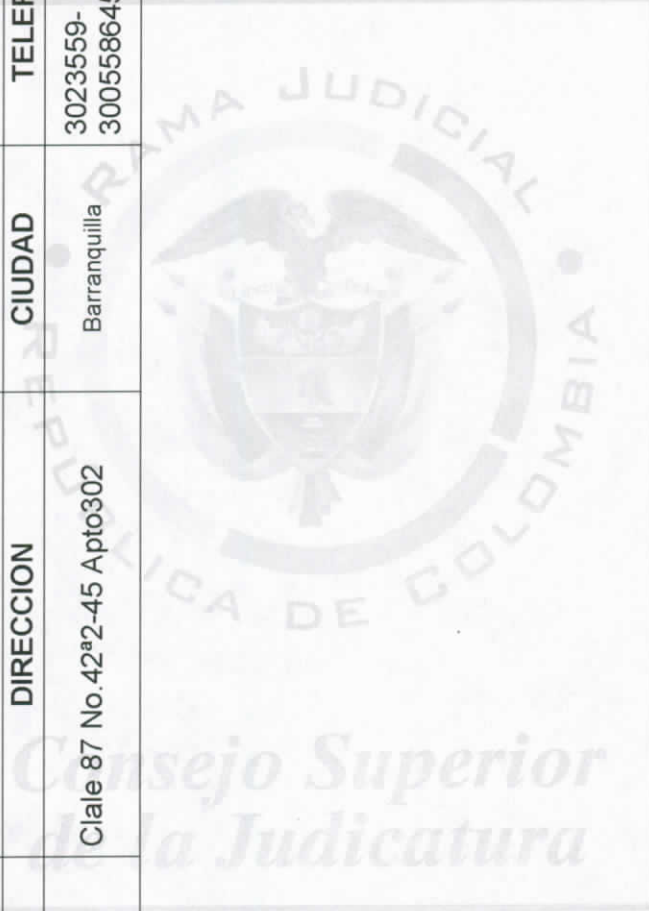 DIRECCION
CIUDAD
Clale 87 No.42ª2-45 Apto302
Barranquilla
3023559-
RAMA JUDICIAL
REPUBLICA DE COLOMBIA
Consejo Superior
de la Judicatura